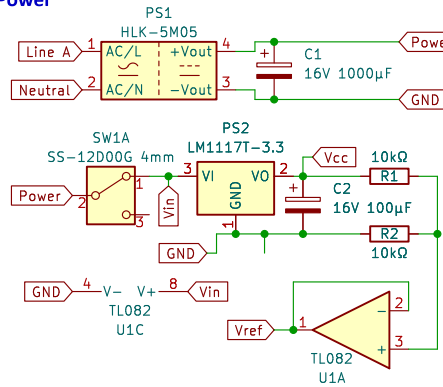 Power
PS1
HLK-5M05
Line A 1 AC/L +Vout 4 Power
C1
16V 1000µF
Neutral 2 AC/N -Vout 3 GND
SW1A
SS-12D00G 4mm
PS2
LM1117T-3.3
Vcc
10kΩ
R1
Power 2 1 3
Vin
3 VI VO 2
GND
1
C2
16V 100µF
R2
10kΩ
GND
GND 4 V- V+ 8 Vin
TL082
U1C
Vref 1
2
3
TL082
U1A